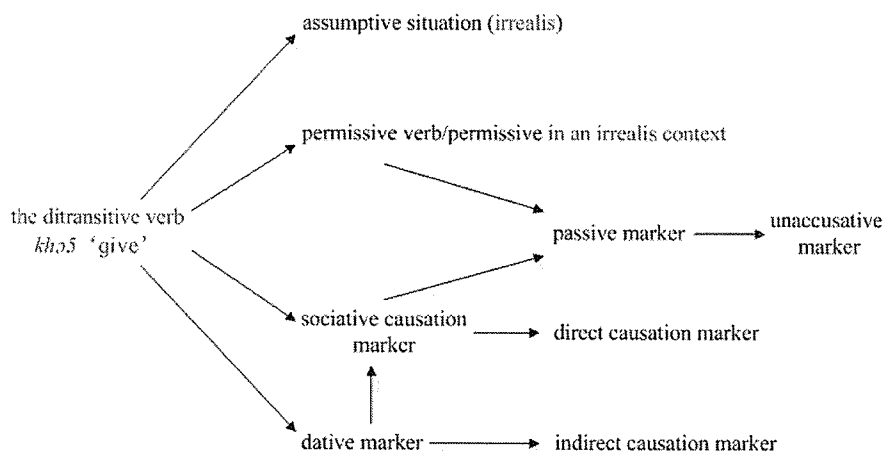 assumptive situation (irrealis)
permissive verb/permissive in an irrealis context
the ditransitive verb
khɔ5 ‘give’
passive marker
unaccusative
marker
sociative causation
marker
direct causation marker
dative marker
indirect causation marker